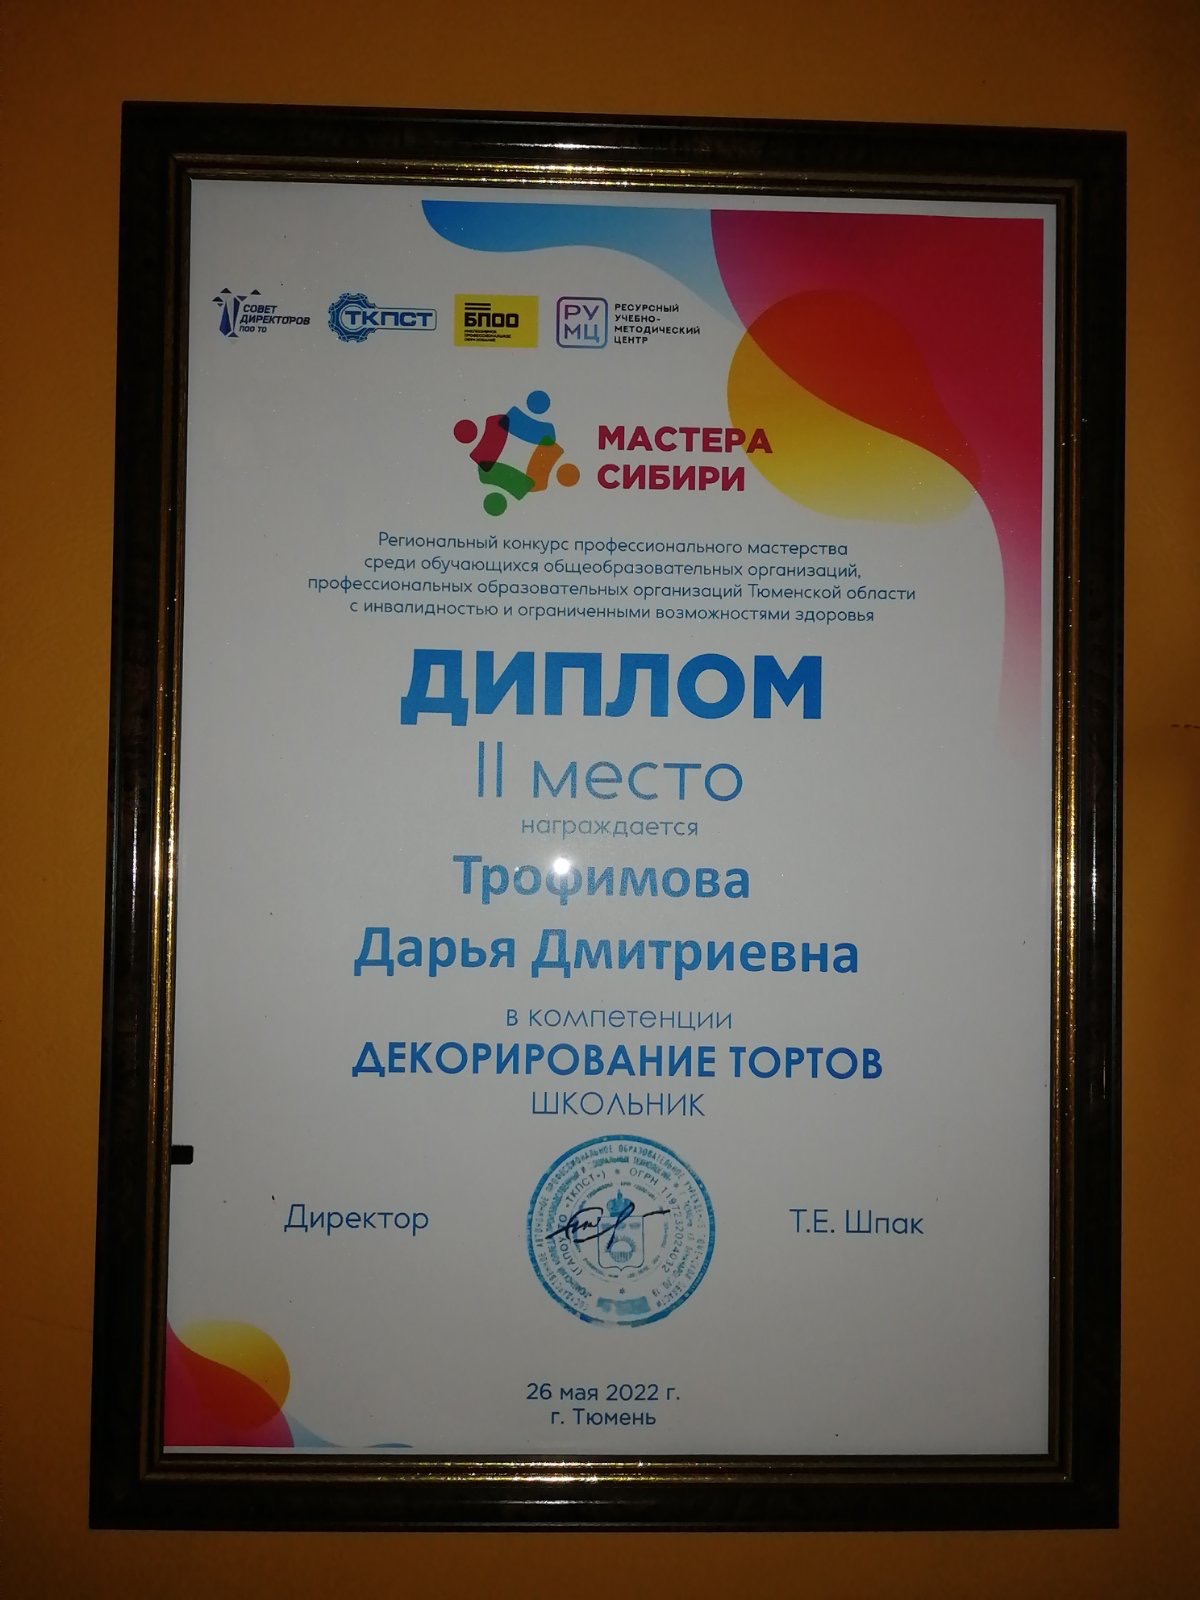 СОВЕТ
ДИРЕКТОРОВ
ПОО ТО
ТКПСТ
БПОО
РУ
МЦ
РЕСУРСНЫЙ
УЧЕБНО-
МЕТОДИЧЕСКИЙ
ЦЕНТР
МАСТЕРА
СИБИРИ
Региональный конкурс профессионального мастерства
среди обучающихся общеобразовательных организаций,
профессиональных образовательных организаций Тюменской области
с инвалидностью и ограниченными возможностями здоровья
ДИПЛОМ
II место
награждается
Трофимова
Дарья Дмитриевна
в компетенции
ДЕКОРИРОВАНИЕ ТОРТОВ
ШКОЛЬНИК
Директор
Т.Е. Шпак
26 мая 2022 г.
г. Тюмень